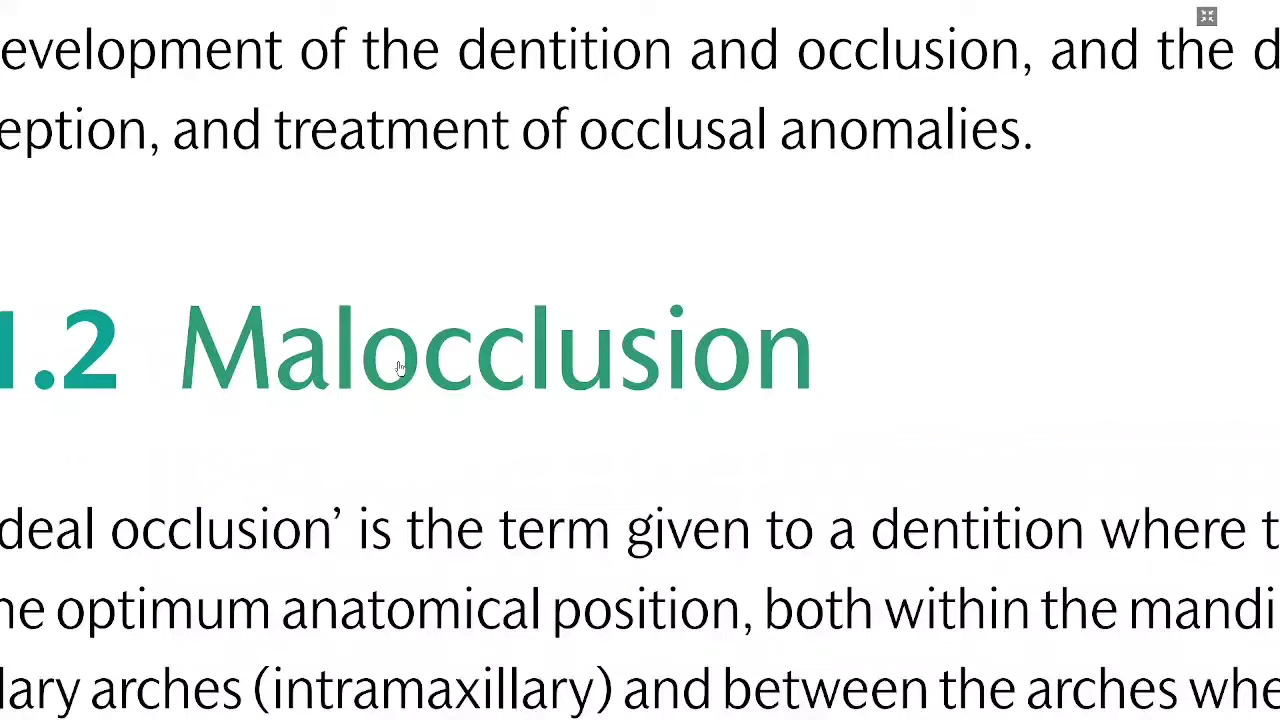 evelopment of the dentition and occlusion, and the d
eption, and treatment of occlusal anomalies.
1.2 Malocclusion
deal occlusion’ is the term given to a dentition where t
he optimum anatomical position, both within the mandi
lary arches (intramaxillary) and between the arches whe